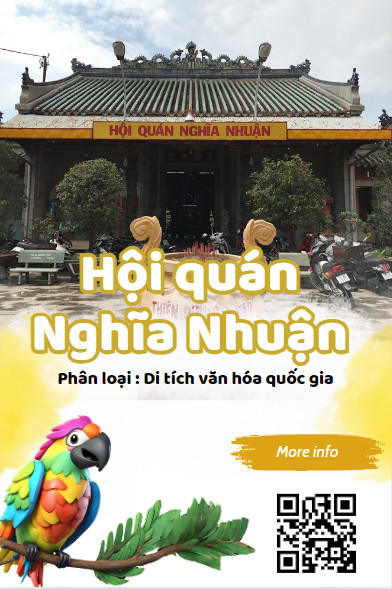 HỘI QUÁN NGHĨA NHUẬN
Hội quán
Nghĩa Nhuận
Phân loại : Di tích văn hóa quốc gia
More info